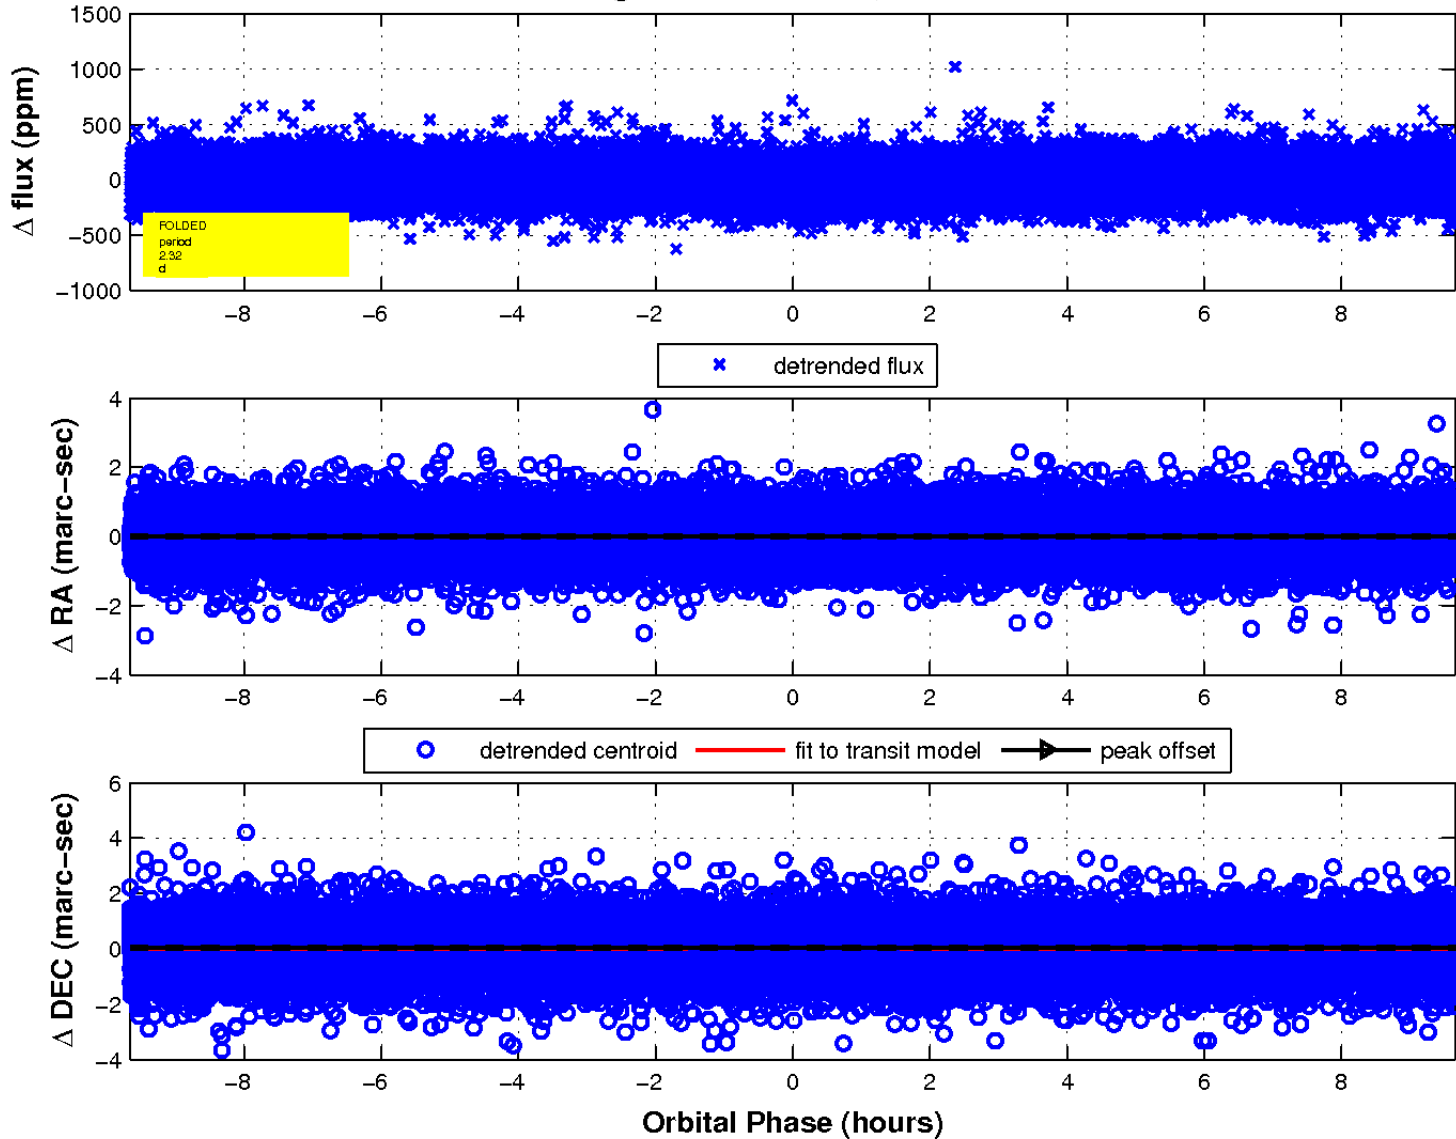 1500
1000
500
0
−500
−1000
Δ flux (ppm)
FOLDED
period
2.32
d
−8 −6 −4 −2 0 2 4 6 8
detrended flux
4
2
0
−2
−4
Δ RA (marc−sec)
−8 −6 −4 −2 0 2 4 6 8
detrended centroid fit to transit model peak offset
6
4
2
0
−2
−4
Δ DEC (marc−sec)
−8 −6 −4 −2 0 2 4 6 8
Orbital Phase (hours)